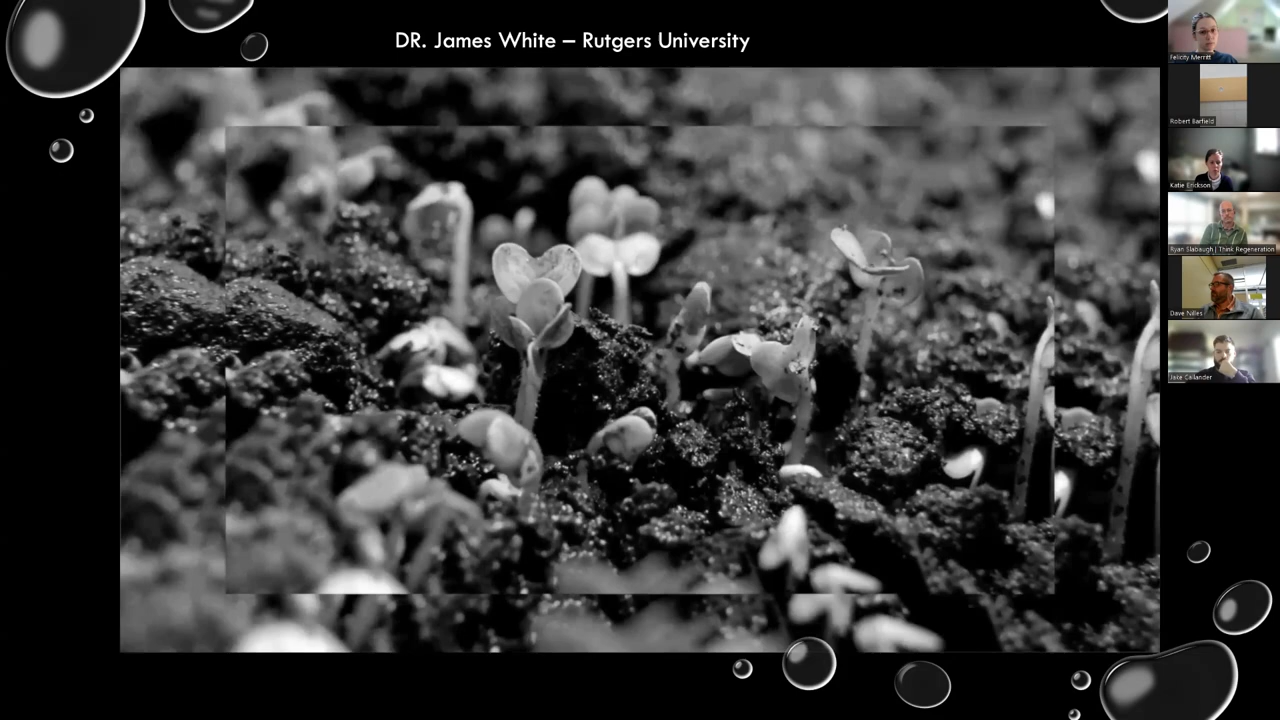 DR. James White – Rutgers University
Felicity Merritt
Robert Barfield
Katie Erickson
Ryan Slabaugh | Think Regeneration
Dave Nilles
Jake Callander